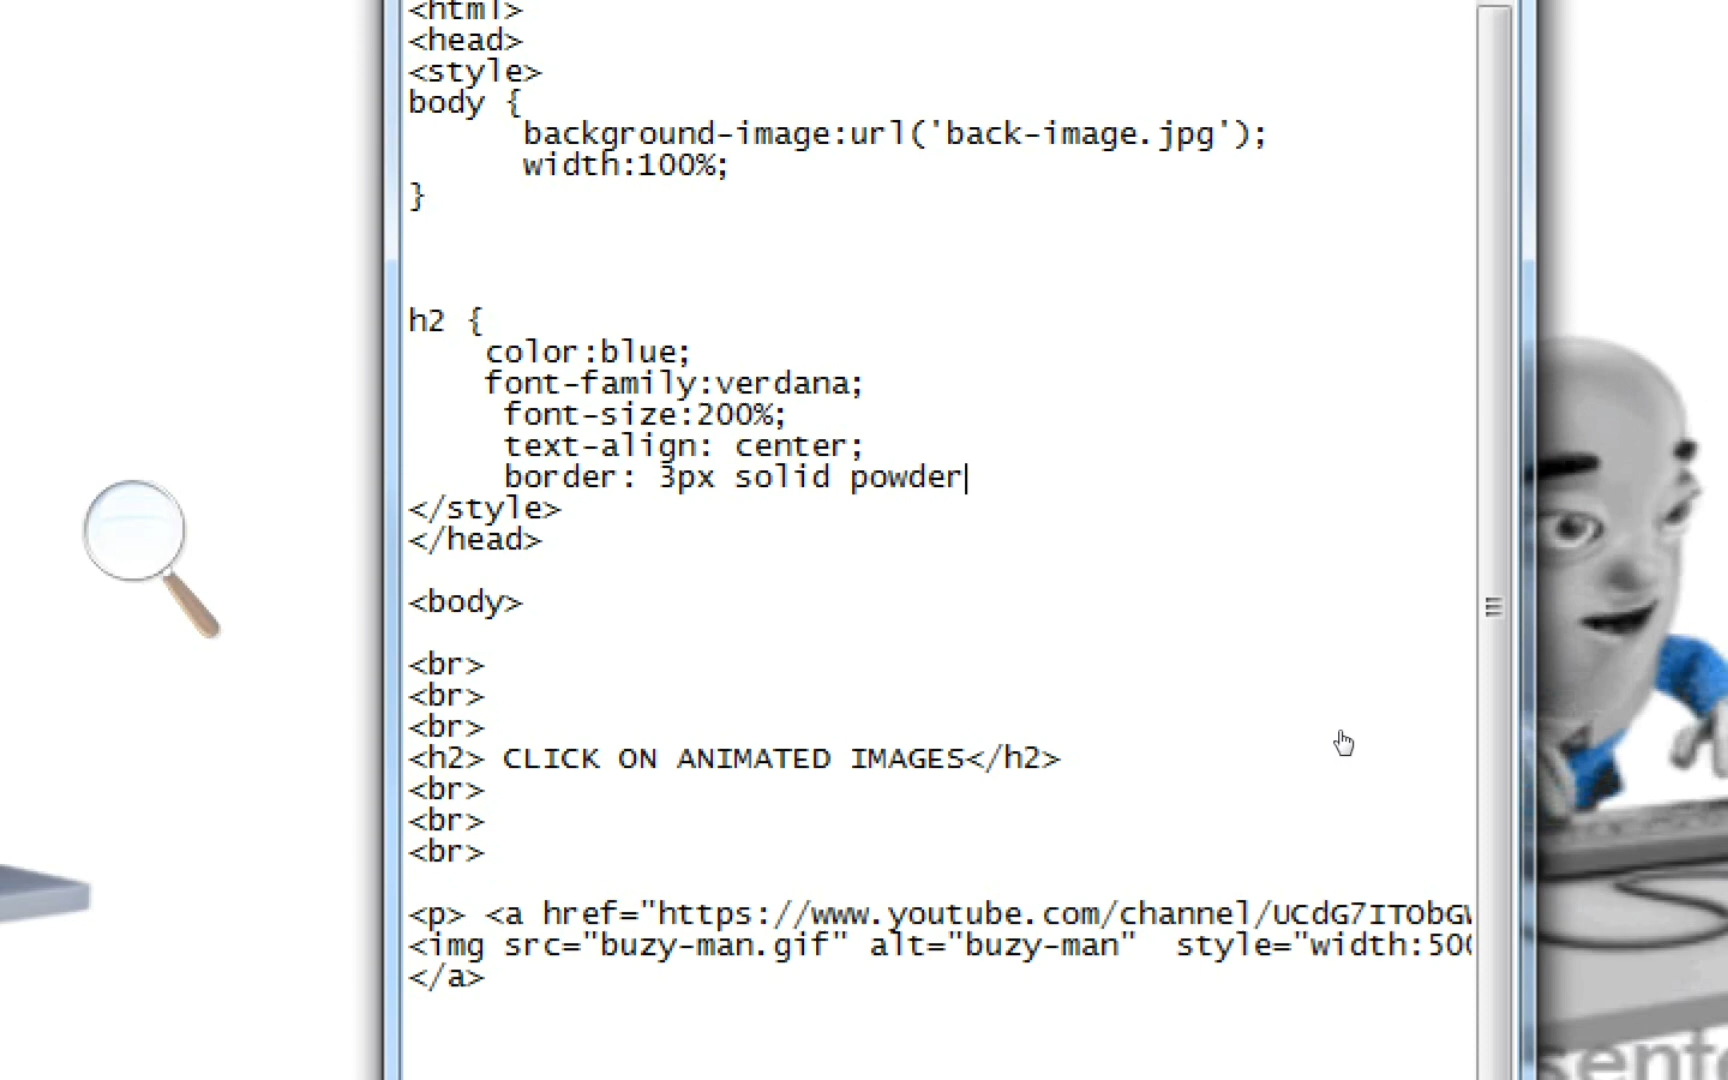 <html>
<head>
<style>
body {
background-image:url('back-image.jpg');
width:100%;
}
h2 {
color:blue;
font-family:verdana;
font-size:200%;
text-align: center;
border: 3px solid powder
</style>
</head>
<body>
<br>
<br>
<br>
<h2> CLICK ON ANIMATED IMAGES</h2>
<br>
<br>
<br>
<p> <a href="https://www.youtube.com/channel/UCdG7ITObG
<img src="buzy-man.gif" alt="buzy-man" style="width:50
</a>